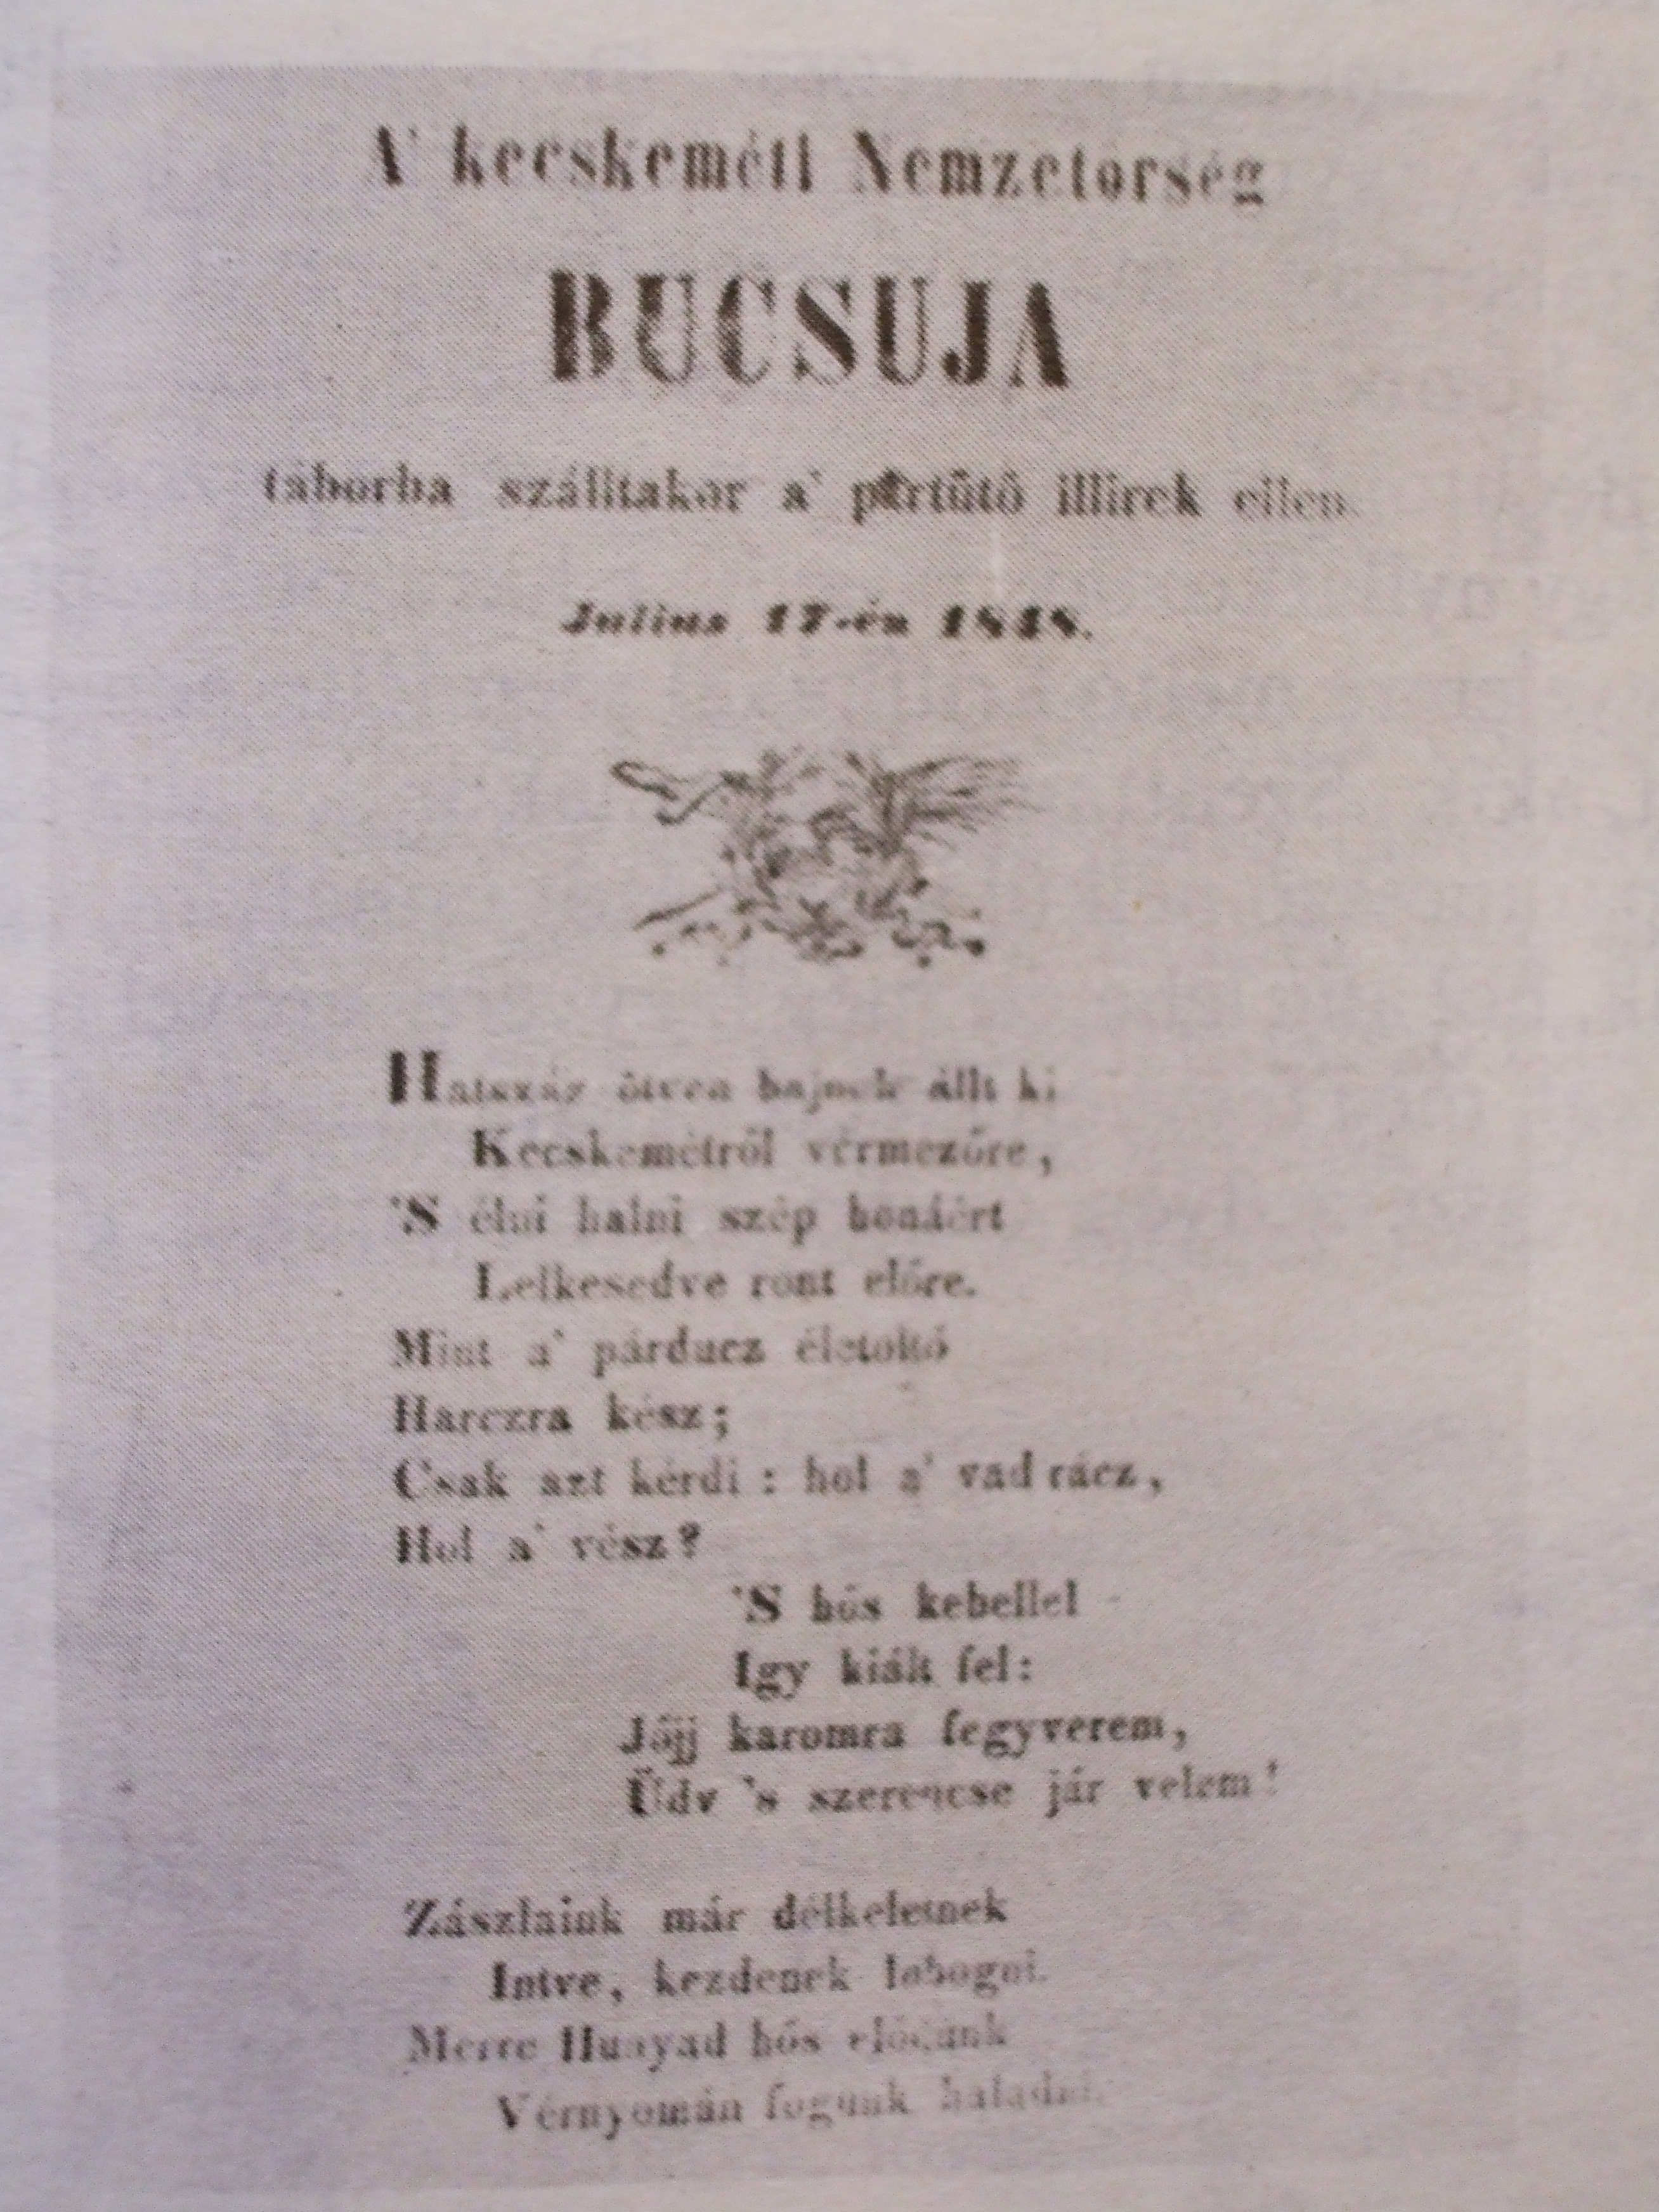 A' kecskeméti Nemzetőrség
BUCSUJA
táborba szálltakor a' pártütő illirek ellen.
Julius 17-én 1848.
Hatszáz ötven bajnok állt ki
Kecskemétről vérmezőre,
'S élni halni szép honáért
Lelkesedve ront előre.
Mint a' párducz életoltó
Harczra kész;
Csak azt kérdi : hol a' vad rácz,
Hol a' vész?
'S hős kebellel
Igy kiált fel:
Jőjj karomra fegyverem,
Üdv 's szerencse jár velem!
Zászlaink már délkeletnek
Intve, kezdenek lobogni.
Merre Hunyad hős elődünk
Vérnyomán fogunk haladni.